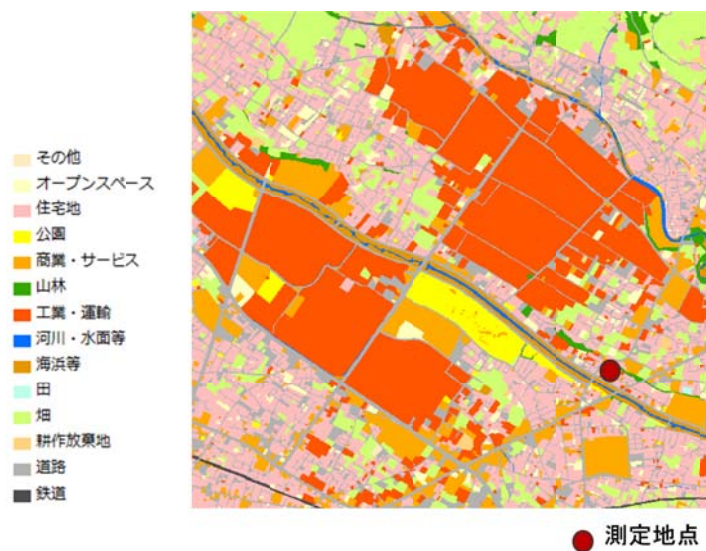 その他
オープンスペース
住宅地
公園
商業・サービス
山林
工業・運輸
河川・水面等
海浜等
田
畑
耕作放棄地
道路
鉄道
測定地点